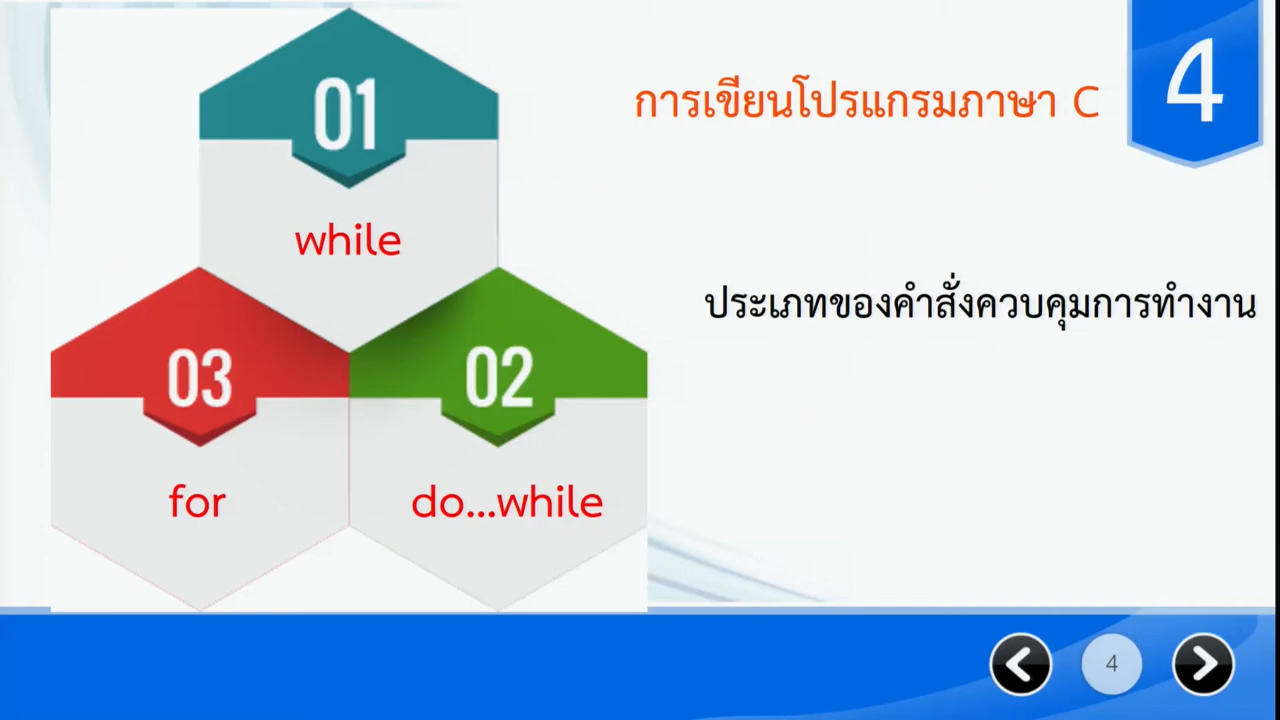 การเขียนโปรแกรมภาษา C
4
01
while
ประเภทของคำสั่งควบคุมการทำงาน
03
for
02
do...while
4